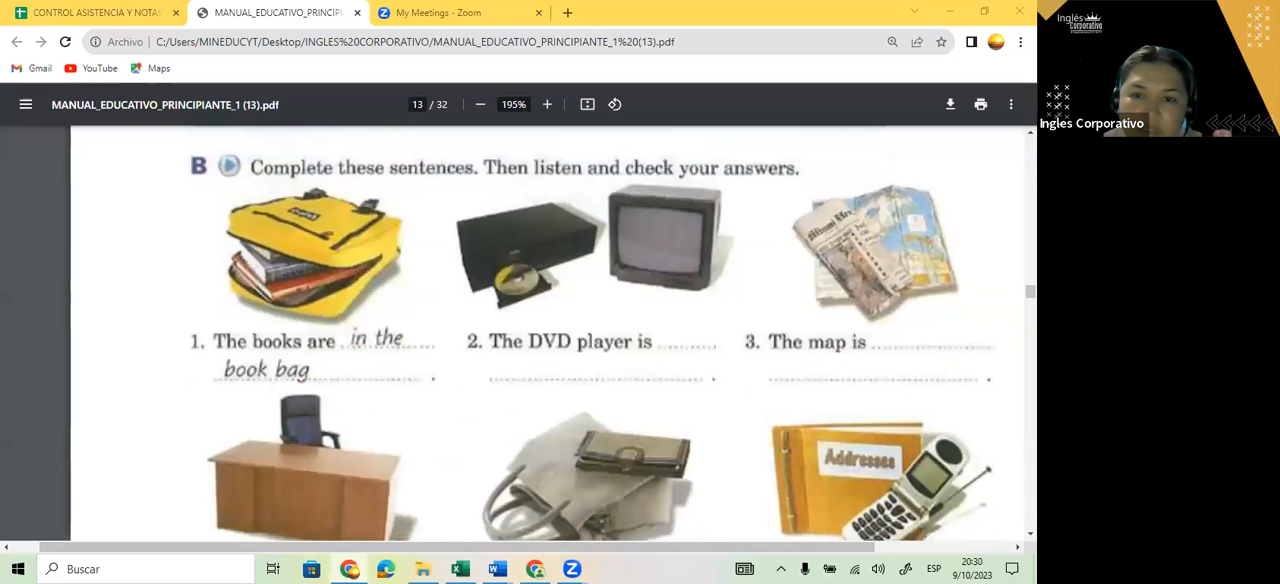 CONTROL ASISTENCIA Y NOTAS
MANUAL_EDUCATIVO_PRINCIPI
My Meetings - Zoom
Archivo
C:/Users/MINEDUCYT/Desktop/INGLES%20CORPORATIVO/MANUAL_EDUCATIVO_PRINCIPIANTE_1%20(13).pdf
Gmail
YouTube
Maps
MANUAL_EDUCATIVO_PRINCIPIANTE_1 (13).pdf
13 / 32
195%
Inglés
Corporativo
Ingles Corporativo
B Complete these sentences. Then listen and check your answers.
1. The books are in the
book bag.
2. The DVD player is
3. The map is
Addresses
Buscar
ESP
20:30
9/10/2023